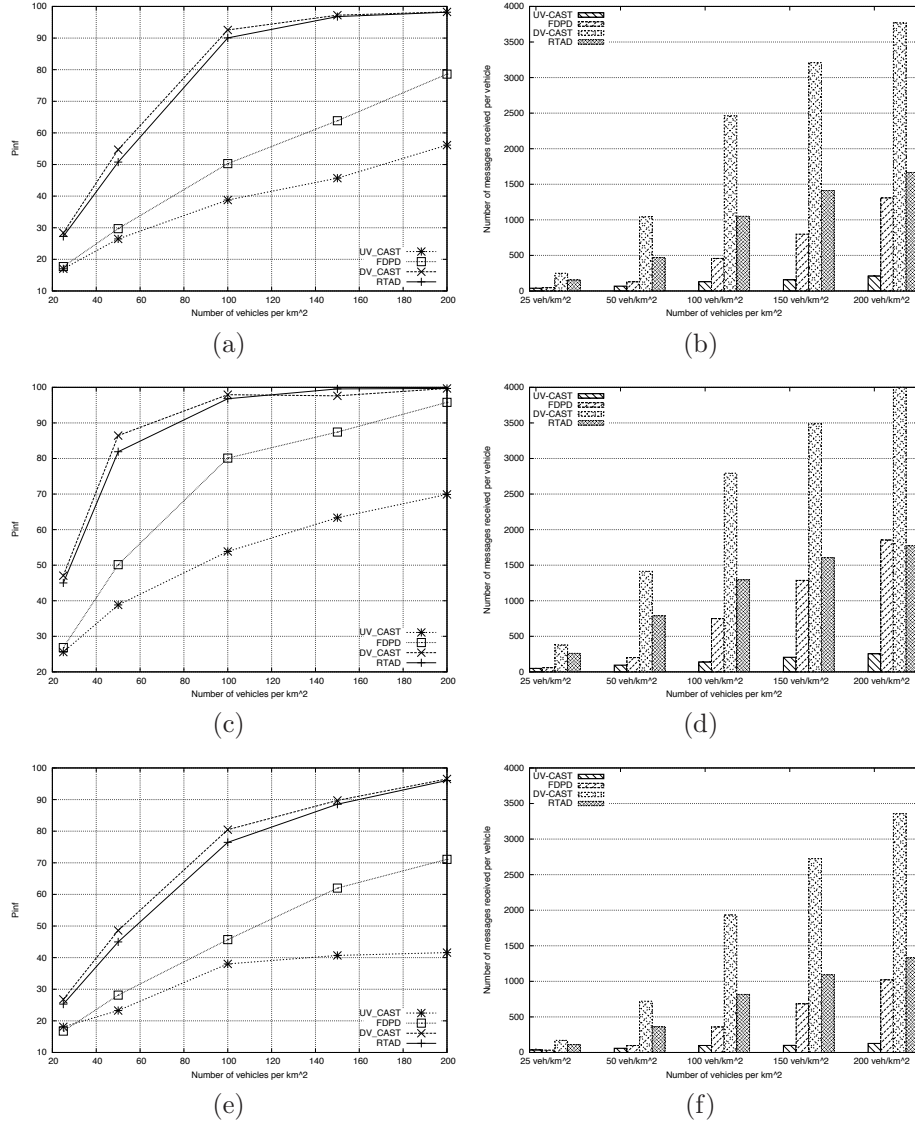 100
90
80
70
60
50
40
30
20
10
Pinf
20 40 60 80 100 120 140 160 180 200
Number of vehicles per km^2
UV_CAST
FDPD
DV_CAST
RTAD
(a)
4000
3500
3000
2500
2000
1500
1000
500
0
Number of messages received per vehicle
UV-CAST
FDPD
DV-CAST
RTAD
25 veh/km^2 50 veh/km^2 100 veh/km^2 150 veh/km^2 200 veh/km^2
Number of vehicles per km^2
(b)
100
90
80
70
60
50
40
30
20
Pinf
20 40 60 80 100 120 140 160 180 200
Number of vehicles per km^2
UV_CAST
FDPD
DV_CAST
RTAD
(c)
4000
3500
3000
2500
2000
1500
1000
500
0
Number of messages received per vehicle
UV-CAST
FDPD
DV-CAST
RTAD
25 veh/km^2 50 veh/km^2 100 veh/km^2 150 veh/km^2 200 veh/km^2
Number of vehicles per km^2
(d)
100
90
80
70
60
50
40
30
20
10
Pinf
20 40 60 80 100 120 140 160 180 200
Number of vehicles per km^2
UV_CAST
FDPD
DV_CAST
RTAD
(e)
4000
3500
3000
2500
2000
1500
1000
500
0
Number of messages received per vehicle
UV-CAST
FDPD
DV-CAST
RTAD
25 veh/km^2 50 veh/km^2 100 veh/km^2 150 veh/km^2 200 veh/km^2
Number of vehicles per km^2
(f)